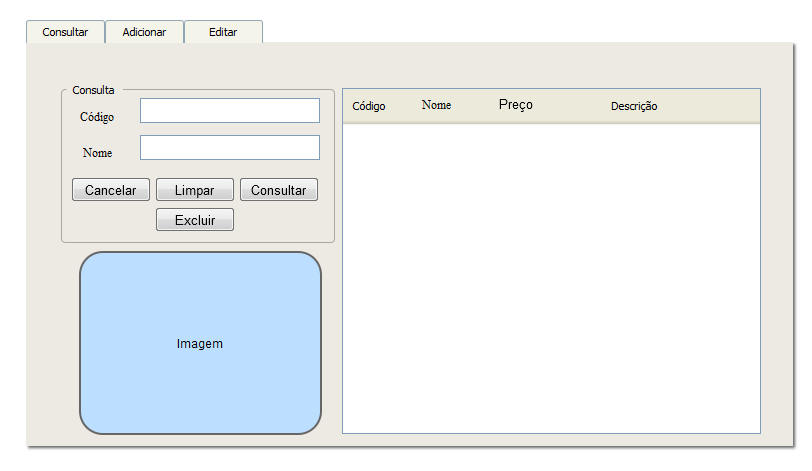 Consultar Adicionar Editar
Consulta
Código
Nome
Cancelar Limpar Consultar
Excluir
Imagem
Código Nome Preço Descrição